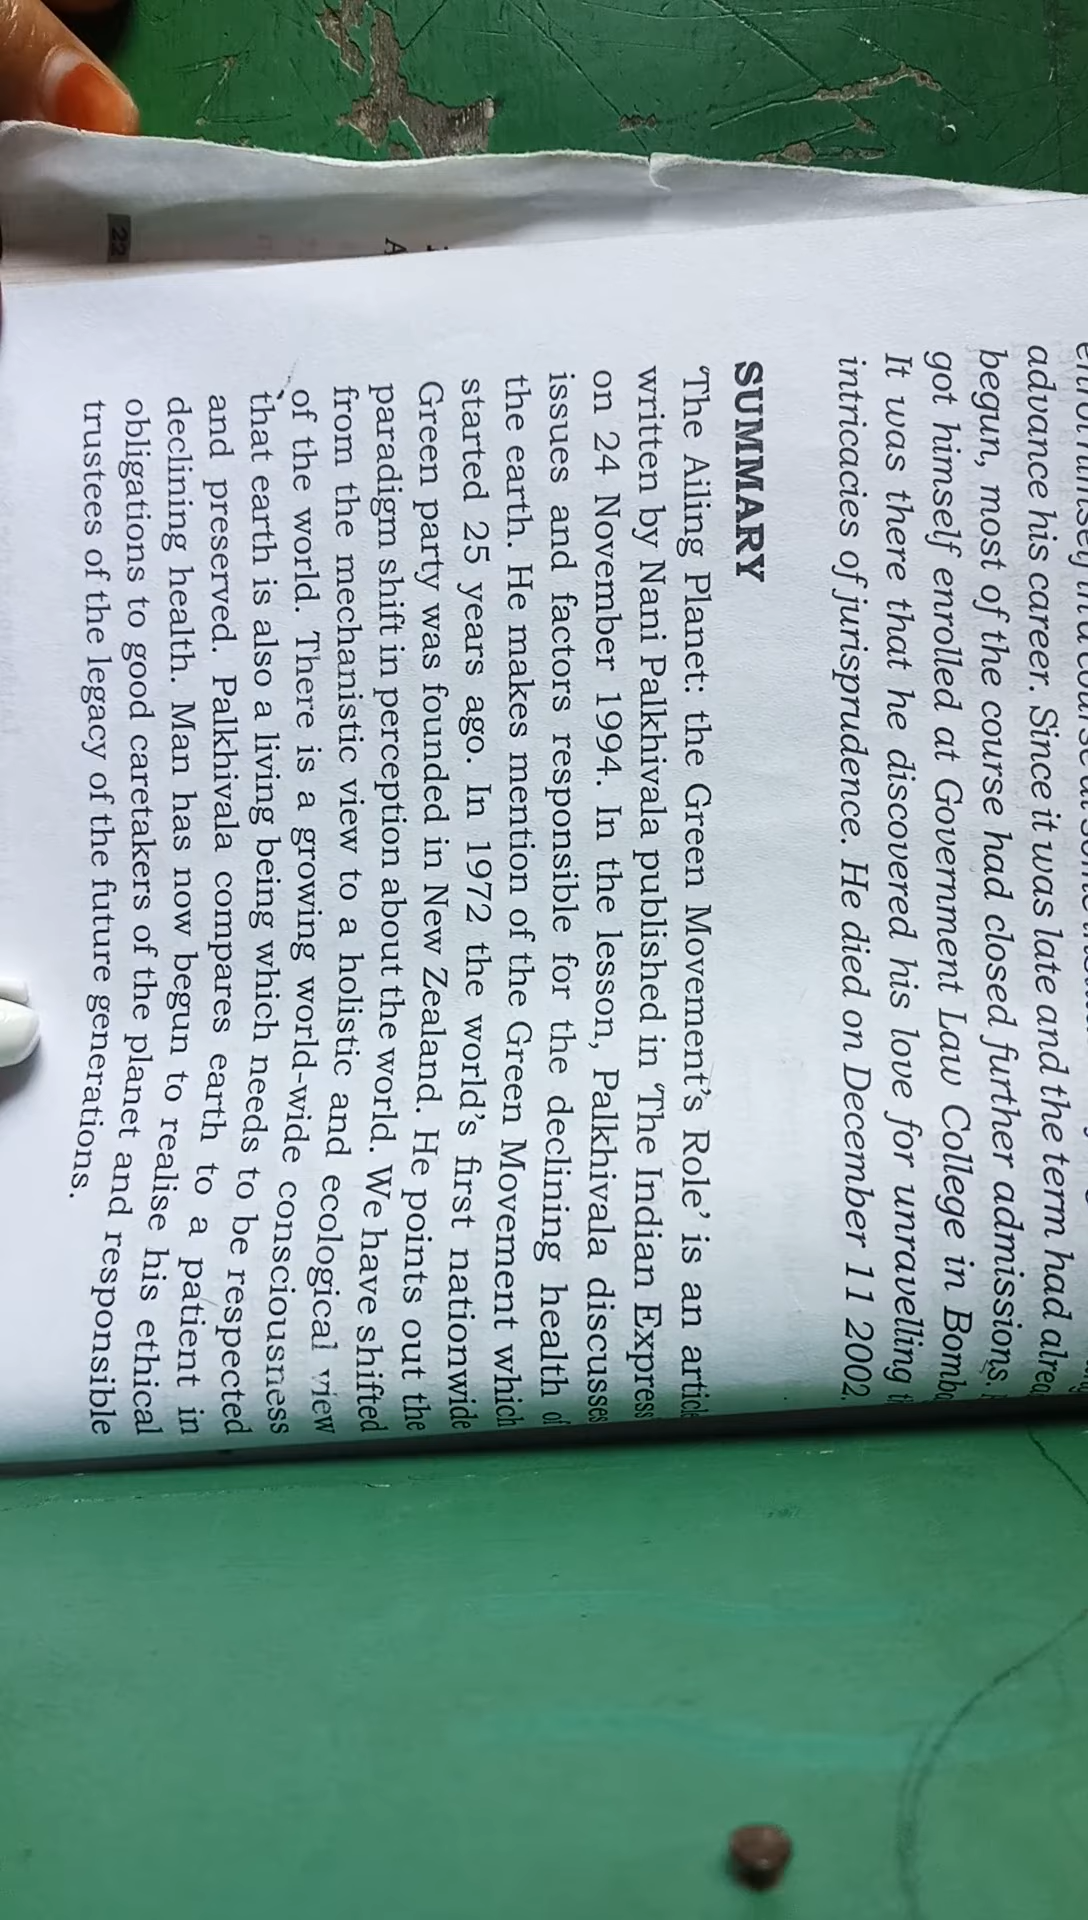 advance his career. Since it was late and the term had
begun, most of the course had closed further admissions,
got himself enrolled at Government Law College in
It was there that he discovered his love for unravelling
intricacies of jurisprudence. He died on December 11 2002.
SUMMARY
'The Ailing Planet: the Green Movement's Role' is an
written by Nani Palkhivala published in 'The Indian Express
on 24 November 1994. In the lesson, Palkhivala discusses
issues and factors responsible for the declining health of
the earth. He makes mention of the Green Movement which
started 25 years ago. In 1972 the world's first nationwide
Green party was founded in New Zealand. He points out the
paradigm shift in perception about the world. We have shifted
from the mechanistic view to a holistic and ecological view
of the world. There is a growing world-wide consciousness
that earth is also a living being which needs to be respected
and preserved. Palkhivala compares earth to a patient in
declining health. Man has now begun to realise his ethical
obligations to good caretakers of the planet and responsible
trustees of the legacy of the future generations.
22
A